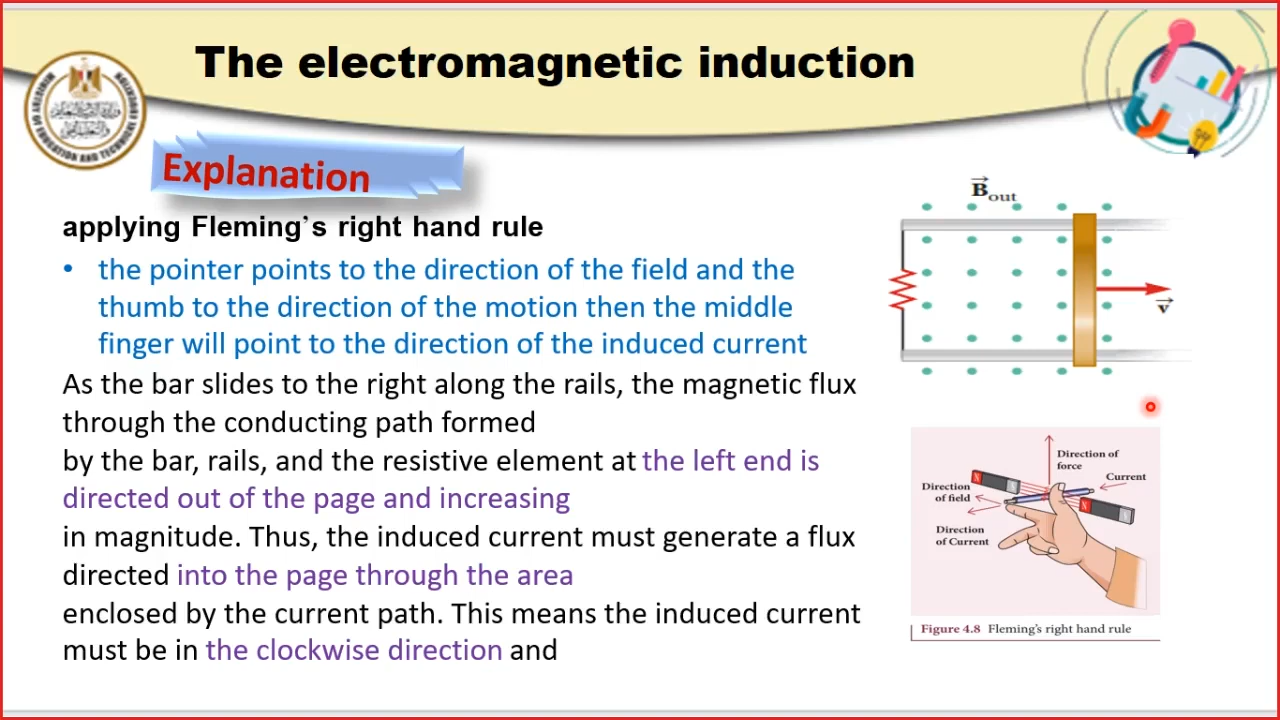 The electromagnetic induction
MINISTRY OF EDUCATION AND TECHNICAL EDUCATION
Explanation
applying Fleming's right hand rule
• the pointer points to the direction of the field and the
thumb to the direction of the motion then the middle
finger will point to the direction of the induced current
As the bar slides to the right along the rails, the magnetic flux
through the conducting path formed
by the bar, rails, and the resistive element at the left end is
directed out of the page and increasing
in magnitude. Thus, the induced current must generate a flux
directed into the page through the area
enclosed by the current path. This means the induced current
must be in the clockwise direction and
B out
v
Direction of
force
Current
Direction
of field
Direction
of Current
N
S
Figure 4.8 Fleming's right hand rule